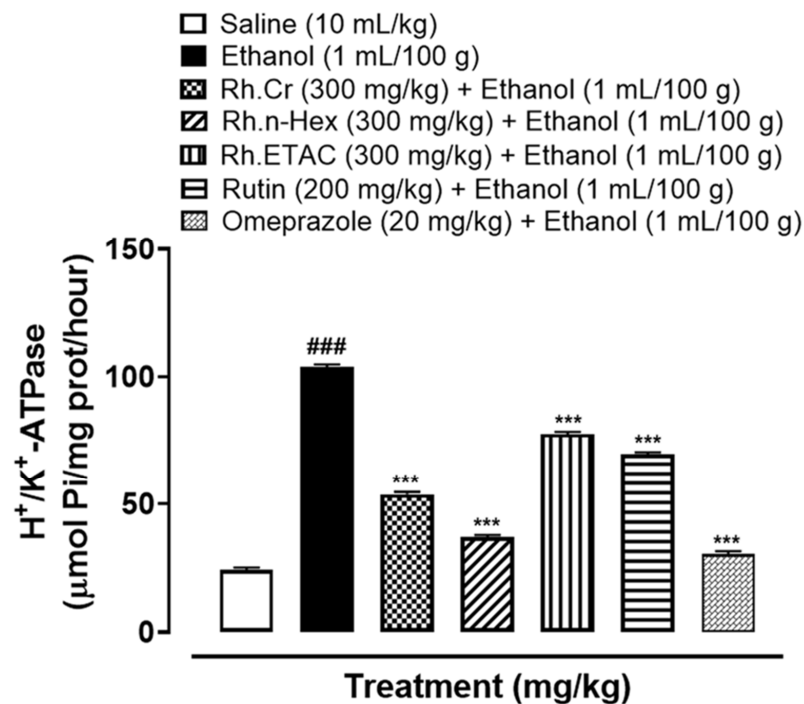 Saline (10 mL/kg)
Ethanol (1 mL/100 g)
Rh.Cr (300 mg/kg) + Ethanol (1 mL/100 g)
Rh.n-Hex (300 mg/kg) + Ethanol (1 mL/100 g)
Rh.ETAC (300 mg/kg) + Ethanol (1 mL/100 g)
Rutin (200 mg/kg) + Ethanol (1 mL/100 g)
Omeprazole (20 mg/kg) + Ethanol (1 mL/100 g)
H⁺/K⁺-ATPase
(μmol Pi/mg prot/hour)
150
100
50
0
###
***
***
***
***
***
Treatment (mg/kg)